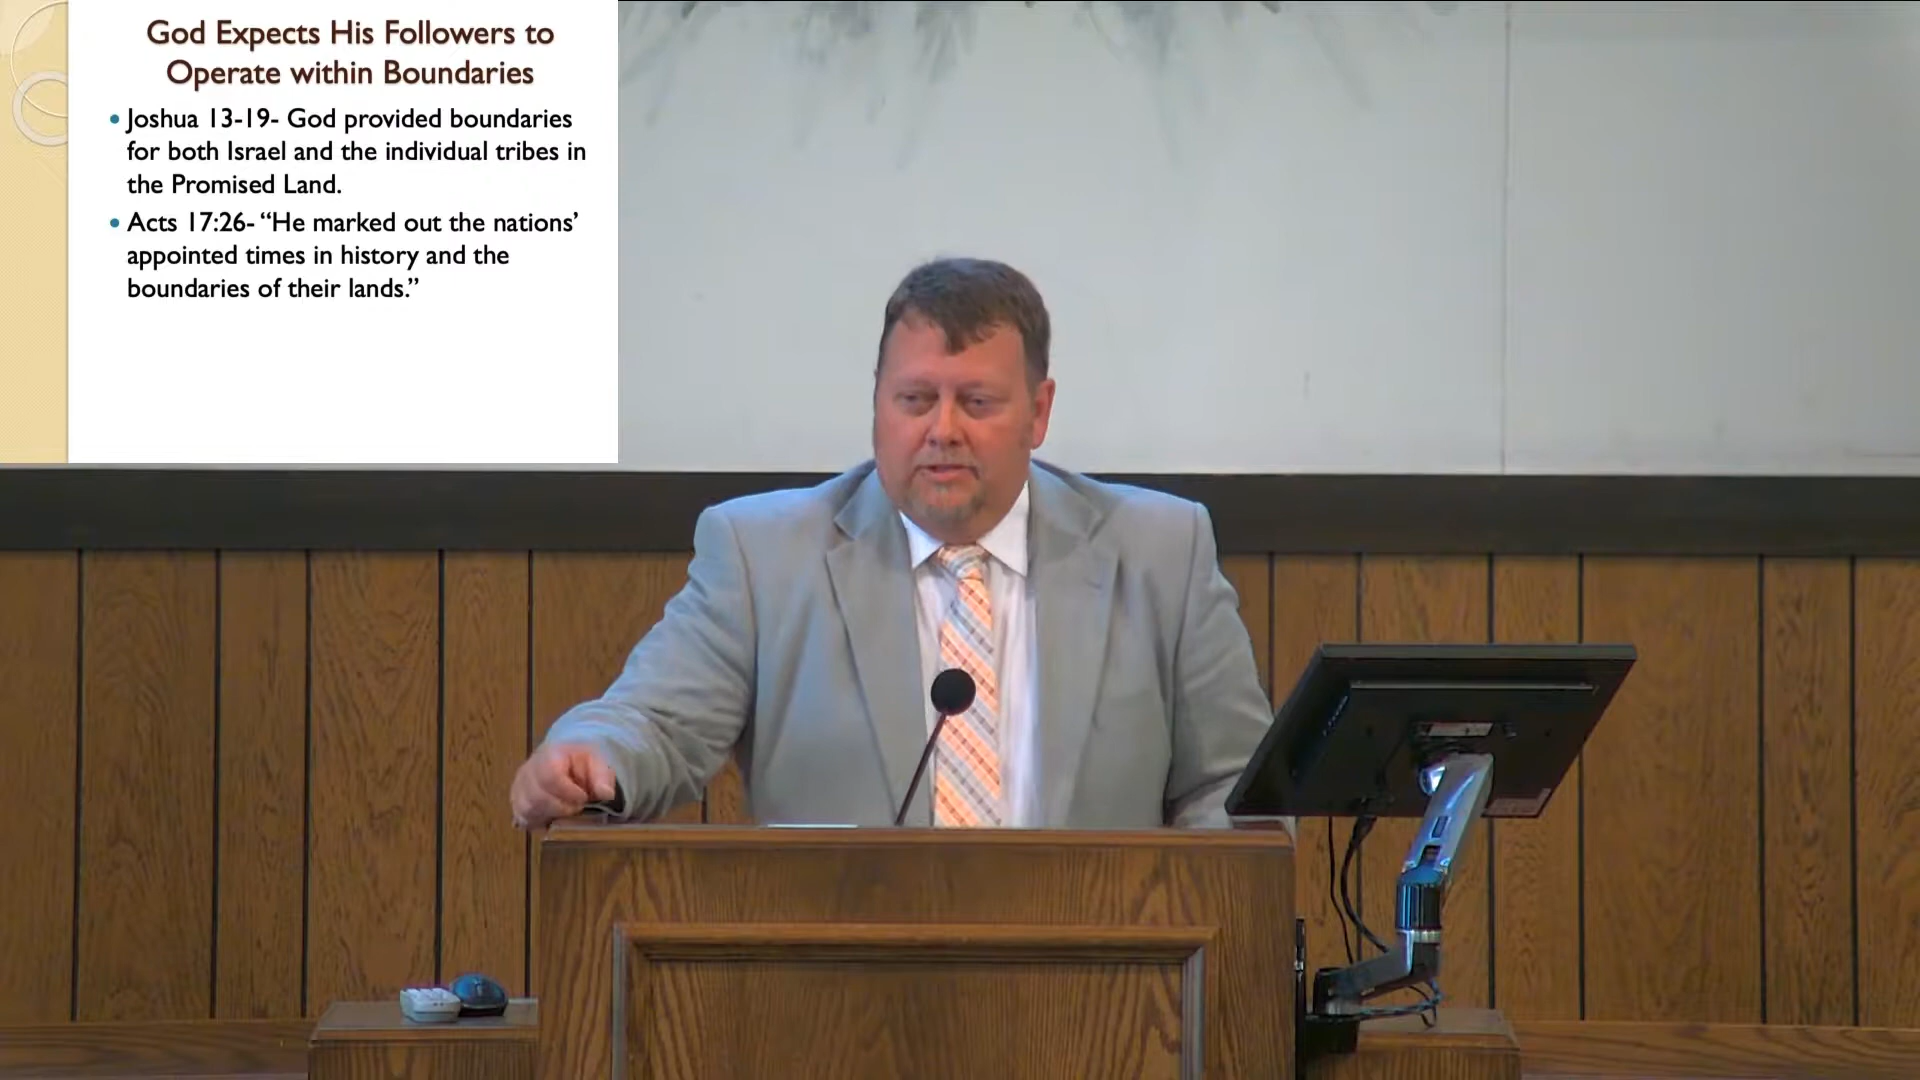 God Expects His Followers to
Operate within Boundaries
• Joshua 13-19- God provided boundaries
for both Israel and the individual tribes in
the Promised Land.
• Acts 17:26- “He marked out the nations’
appointed times in history and the
boundaries of their lands.”